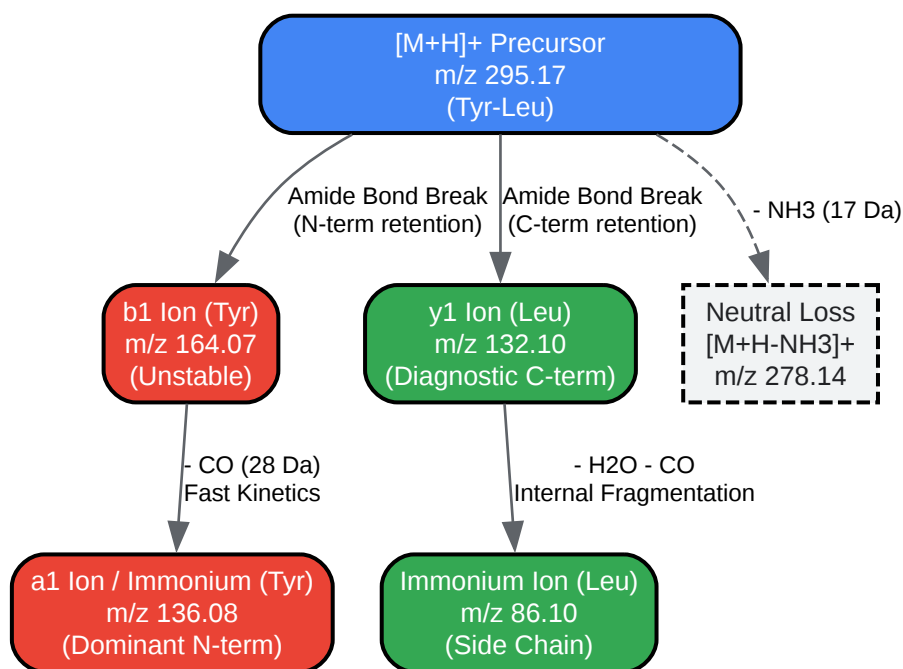 [M+H]+ Precursor
m/z 295.17
(Tyr-Leu)
Amide Bond Break
(N-term retention)
Amide Bond Break
(C-term retention)
- NH3 (17 Da)
b1 Ion (Tyr)
m/z 164.07
(Unstable)
y1 Ion (Leu)
m/z 132.10
(Diagnostic C-term)
Neutral Loss
[M+H-NH3]+
m/z 278.14
- CO (28 Da)
Fast Kinetics
- H2O - CO
Internal Fragmentation
a1 Ion / Immonium (Tyr)
m/z 136.08
(Dominant N-term)
Immonium Ion (Leu)
m/z 86.10
(Side Chain)